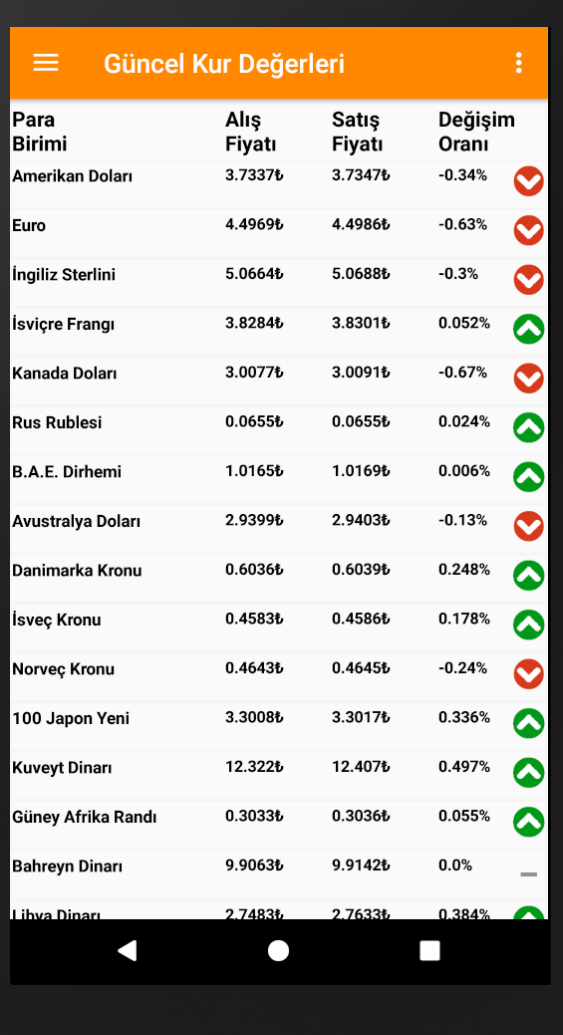 Güncel Kur Değerleri
Para Birimi Alış Fiyatı Satış Fiyatı Değişim Oranı
Amerikan Doları 3.7337₺ 3.7347₺ -0.34%
Euro 4.4969₺ 4.4986₺ -0.63%
İngiliz Sterlini 5.0664₺ 5.0688₺ -0.3%
İsviçre Frangı 3.8284₺ 3.8301₺ 0.052%
Kanada Doları 3.0077₺ 3.0091₺ -0.67%
Rus Rublesi 0.0655₺ 0.0655₺ 0.024%
B.A.E. Dirhemi 1.0165₺ 1.0169₺ 0.006%
Avustralya Doları 2.9399₺ 2.9403₺ -0.13%
Danimarka Kronu 0.6036₺ 0.6039₺ 0.248%
İsveç Kronu 0.4583₺ 0.4586₺ 0.178%
Norveç Kronu 0.4643₺ 0.4645₺ -0.24%
100 Japon Yeni 3.3008₺ 3.3017₺ 0.336%
Kuveyt Dinarı 12.322₺ 12.407₺ 0.497%
Güney Afrika Randı 0.3033₺ 0.3036₺ 0.055%
Bahreyn Dinarı 9.9063₺ 9.9142₺ 0.0%
Libya Dinarı 2.7483₺ 2.7633₺ 0.384%